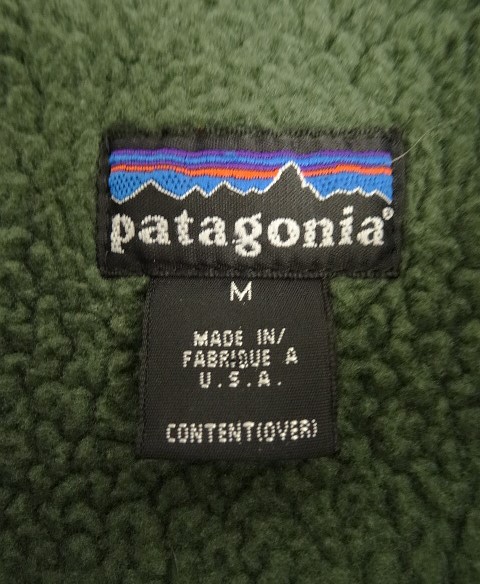 patagonia®
M
MADE IN/
FABRIQUE A
U.S.A.
CONTENT(OVER)